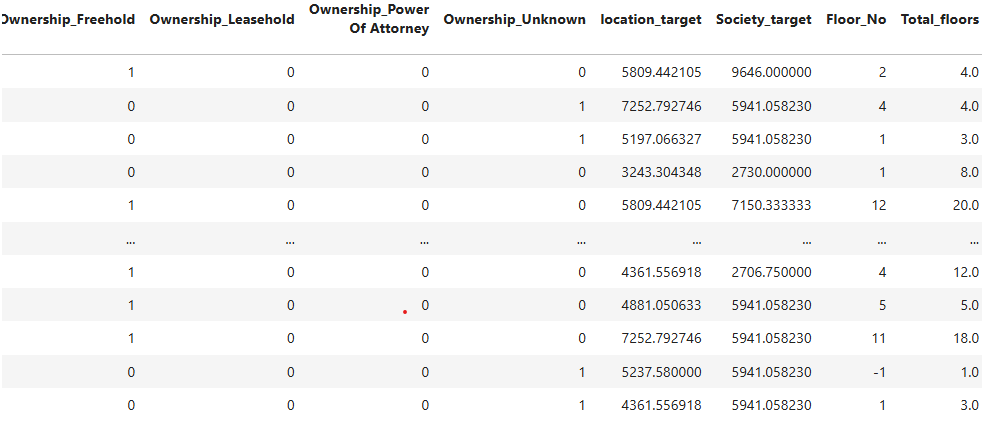 Ownership_Freehold Ownership_Leasehold Ownership_Power Of Attorney Ownership_Unknown location_target Society_target Floor_No Total_floors
1 0 0 0 5809.442105 9646.000000 2 4.0
0 0 0 1 7252.792746 5941.058230 4 4.0
0 0 0 1 5197.066327 5941.058230 1 3.0
0 0 0 0 3243.304348 2730.000000 1 8.0
1 0 0 0 5809.442105 7150.333333 12 20.0
... ... ... ... ... ... ... ...
1 0 0 0 4361.556918 2706.750000 4 12.0
1 0 0 0 4881.050633 5941.058230 5 5.0
1 0 0 0 7252.792746 5941.058230 11 18.0
0 0 0 1 5237.580000 5941.058230 -1 1.0
0 0 0 1 4361.556918 5941.058230 1 3.0